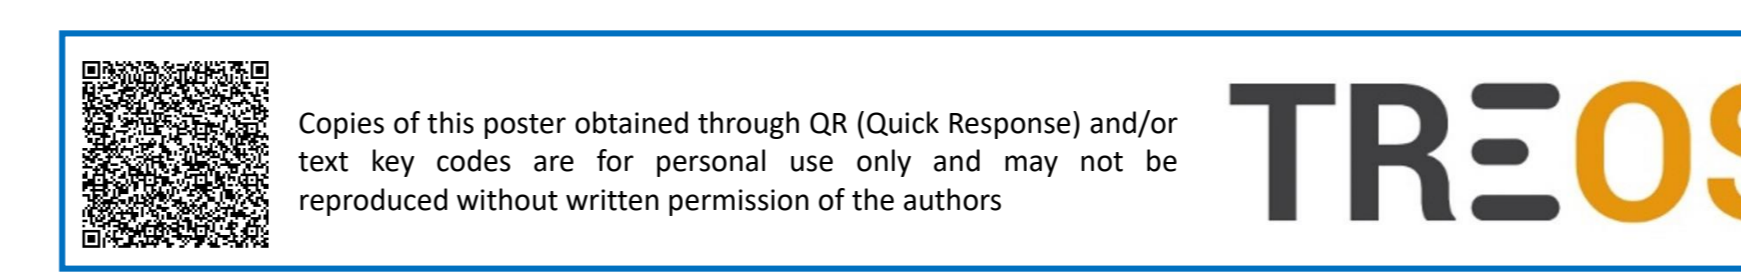 Copies of this poster obtained through QR (Quick Response) and/or
text key codes are for personal use only and may not be
reproduced without written permission of the authors
TREOS